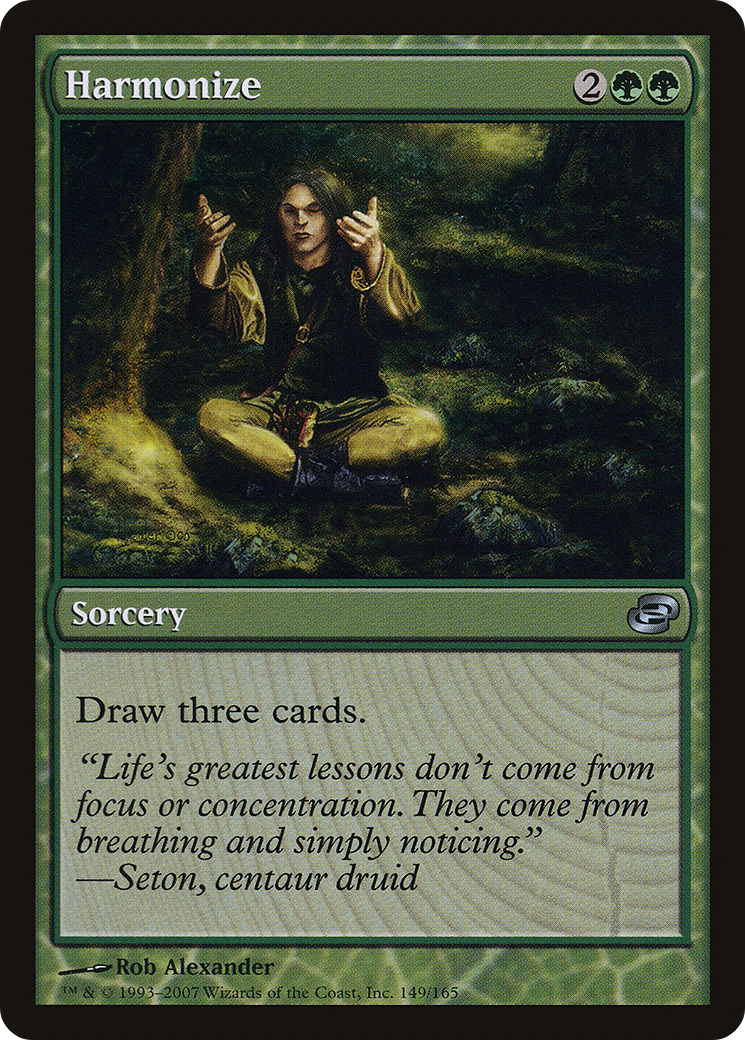 Harmonize 2
Sorcery
Draw three cards.
“Life’s greatest lessons don’t come from
focus or concentration. They come from
breathing and simply noticing.”
—Seton, centaur druid
Rob Alexander
™ & © 1993–2007 Wizards of the Coast, Inc. 149/165